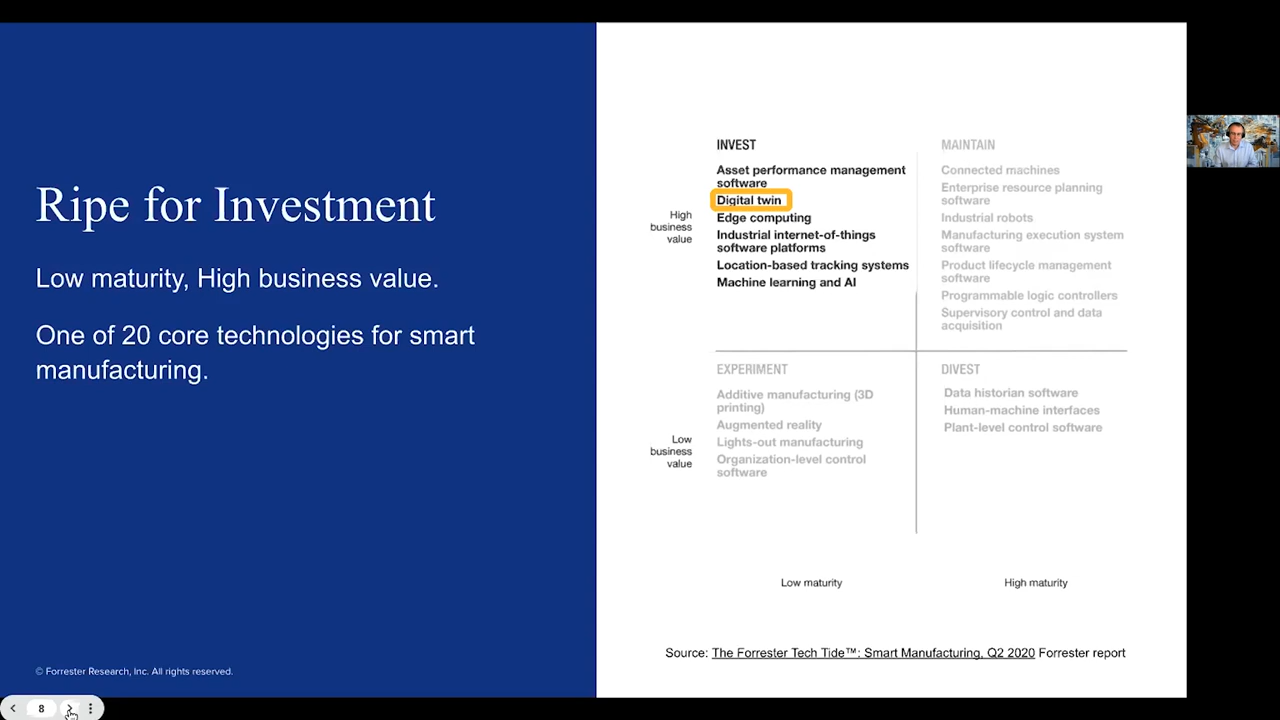 Ripe for Investment
Low maturity, High business value.
One of 20 core technologies for smart
manufacturing.
© Forrester Research, Inc. All rights reserved.
8
High
business
value
INVEST
Asset performance management
software
Digital twin
Edge computing
Industrial internet-of-things
software platforms
Location-based tracking systems
Machine learning and AI
MAINTAIN
Connected machines
Enterprise resource planning
software
Industrial robots
Manufacturing execution system
software
Product lifecycle management
software
Programmable logic controllers
Supervisory control and data
acquisition
Low
business
value
EXPERIMENT
Additive manufacturing (3D
printing)
Augmented reality
Lights-out manufacturing
Organization-level control
software
DIVEST
Data historian software
Human-machine interfaces
Plant-level control software
Low maturity
High maturity
Source: The Forrester Tech Tide™: Smart Manufacturing, Q2 2020 Forrester report